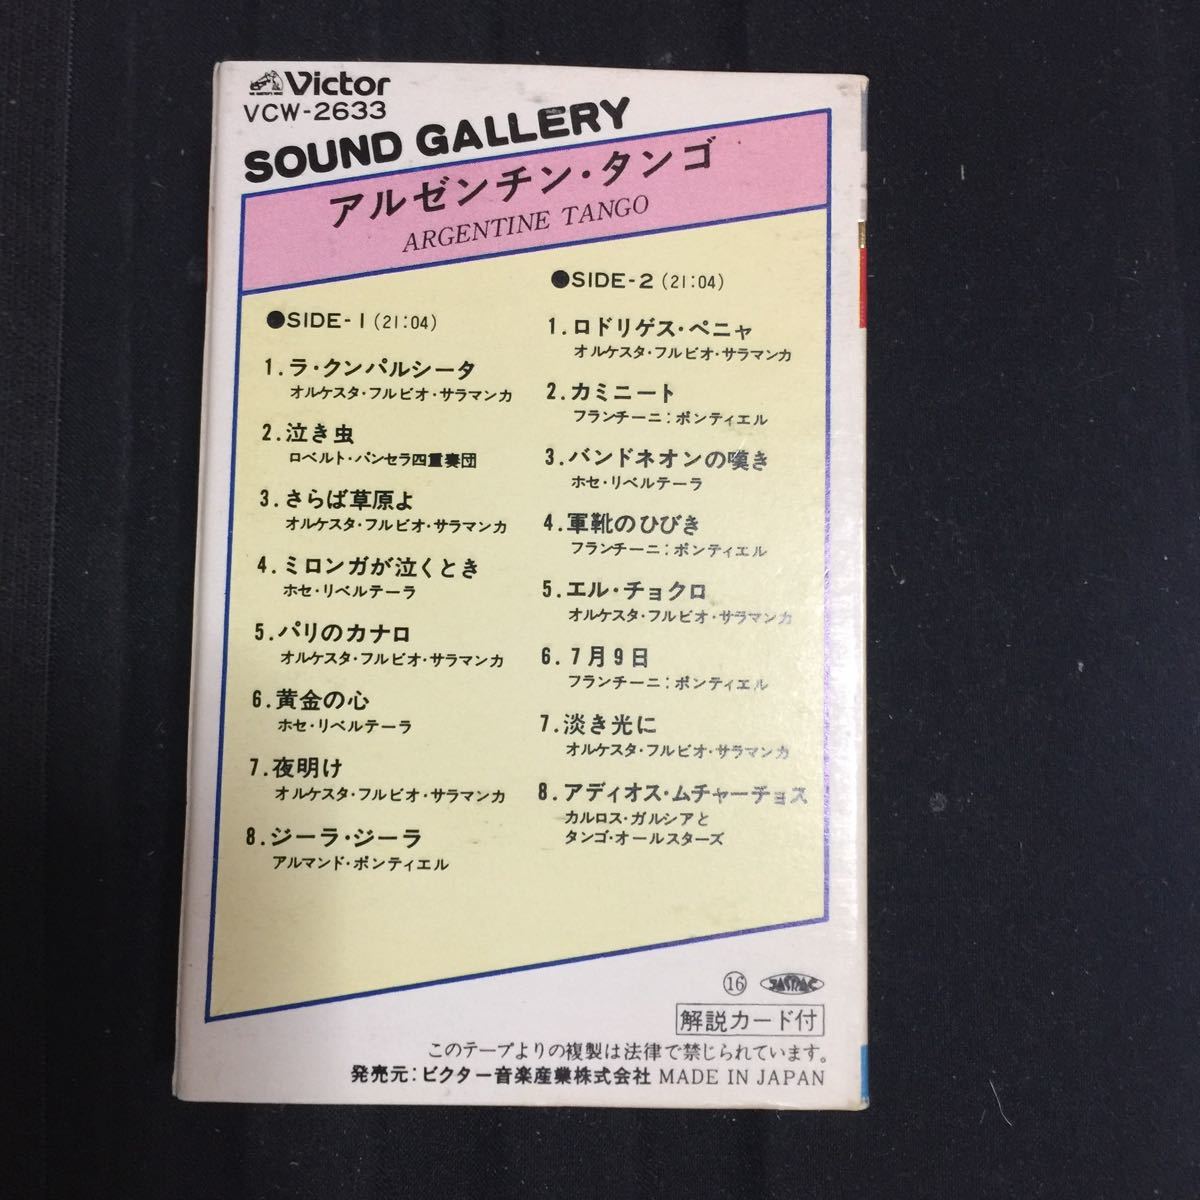 Victor
VCW-2633
SOUND GALLERY
アルゼンチン・タンゴ
ARGENTINE TANGO
●SIDE-1 (21:04)
1.ラ・クンパルシータ
オルケスタ・フルビオ・サラマンカ
2.泣き虫
ロベルト・パンセラ四重奏団
3.さらば草原よ
オルケスタ・フルビオ・サラマンカ
4.ミロンガが泣くとき
ホセ・リベルテーラ
5.パリのカナロ
オルケスタ・フルビオ・サラマンカ
6.黄金の心
ホセ・リベルテーラ
7.夜明け
オルケスタ・フルビオ・サラマンカ
8.ジーラ・ジーラ
アルマンド・ポンティエル
●SIDE-2 (21:04)
1.ロドリゲス・ペニャ
オルケスタ・フルビオ・サラマンカ
2.カミニート
フランチーニ:ポンティエル
3.バンドネオンの嘆き
ホセ・リベルテーラ
4.軍靴のひびき
フランチーニ:ポンティエル
5.エル・チョクロ
オルケスタ・フルビオ・サラマンカ
6.7月9日
フランチーニ:ポンティエル
7.淡き光に
オルケスタ・フルビオ・サラマンカ
8.アディオス・ムチャーチョス
カルロス・ガルシアと
タンゴ・オールスターズ
⑯ JASRAC
解説カード付
このテープよりの複製は法律で禁じられています。
発売元:ビクター音楽産業株式会社 MADE IN JAPAN